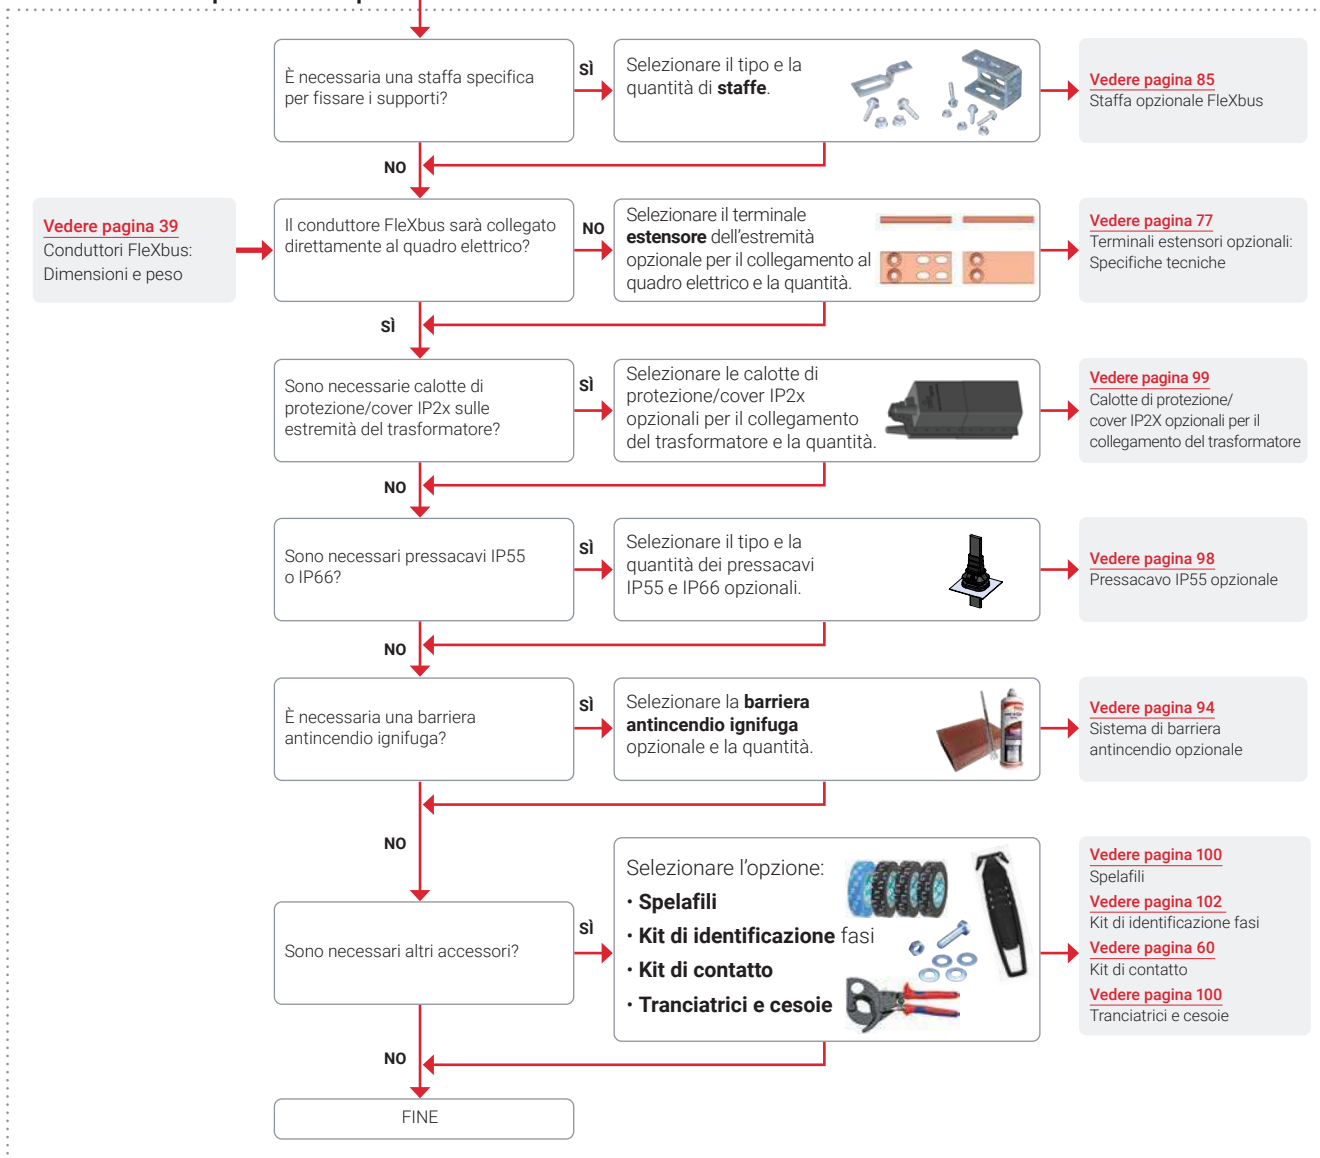 È necessaria una staffa specifica
per fissare i supporti?
SÌ
Selezionare il tipo e la
quantità di staffe.
Vedere pagina 85
Staffa opzionale FleXbus
NO
Vedere pagina 39
Conduttori FleXbus:
Dimensioni e peso
Il conduttore FleXbus sarà collegato
direttamente al quadro elettrico?
NO
Selezionare il terminale
estensore dell'estremità
opzionale per il collegamento al
quadro elettrico e la quantità.
Vedere pagina 77
Terminali estensori opzionali:
Specifiche tecniche
SÌ
Sono necessarie calotte di
protezione/cover IP2x sulle
estremità del trasformatore?
SÌ
Selezionare le calotte di
protezione/cover IP2x
opzionali per il collegamento
del trasformatore e la quantità.
Vedere pagina 99
Calotte di protezione/
cover IP2X opzionali per il
collegamento del trasformatore
NO
Sono necessari pressacavi IP55
o IP66?
SÌ
Selezionare il tipo e la
quantità dei pressacavi
IP55 e IP66 opzionali.
Vedere pagina 98
Pressacavo IP55 opzionale
NO
È necessaria una barriera
antincendio ignifuga?
SÌ
Selezionare la barriera
antincendio ignifuga
opzionale e la quantità.
Vedere pagina 94
Sistema di barriera
antincendio opzionale
NO
Sono necessari altri accessori?
SÌ
Selezionare l'opzione:
• Spelafili
• Kit di identificazione fasi
• Kit di contatto
• Tranciatrici e cesoie
Vedere pagina 100
Spelafili
Vedere pagina 102
Kit di identificazione fasi
Vedere pagina 60
Kit di contatto
Vedere pagina 100
Tranciatrici e cesoie
NO
FINE